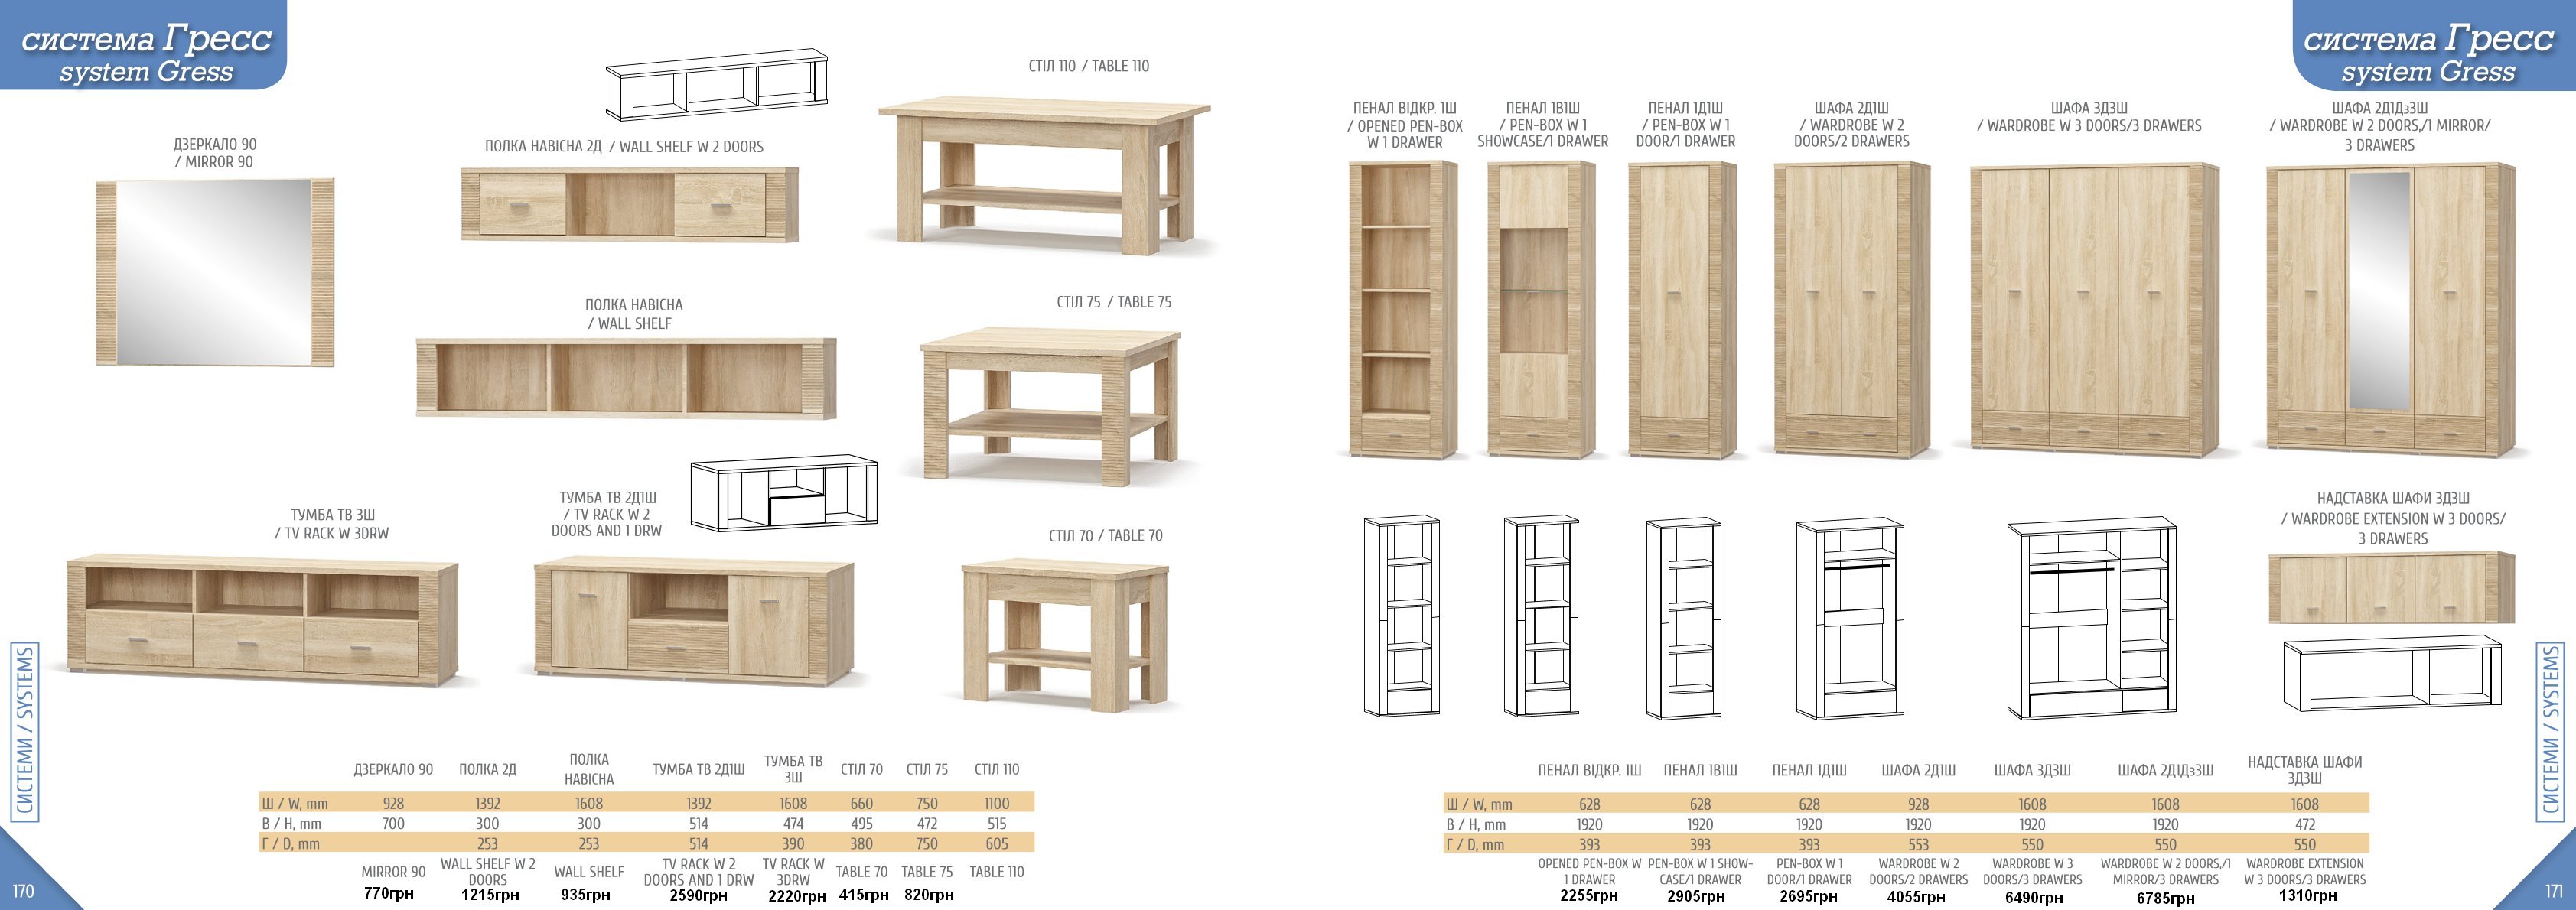 система Гресс
system Gress
ДЗЕРКАЛО 90
/ MIRROR 90
ПОЛКА НАВІСНА 2Д / WALL SHELF W 2 DOORS
СТІЛ 110 / TABLE 110
ПОЛКА НАВІСНА
/ WALL SHELF
СТІЛ 75 / TABLE 75
ТУМБА ТВ 3Ш
/ TV RACK W 3DRW
ТУМБА ТВ 2Д1Ш
/ TV RACK W 2
DOORS AND 1 DRW
СТІЛ 70 / TABLE 70
СИСТЕМИ / SYSTEMS
ДЗЕРКАЛО 90 ПОЛКА 2Д ПОЛКА НАВІСНА ТУМБА ТВ 2Д1Ш ТУМБА ТВ 3Ш СТІЛ 70 СТІЛ 75 СТІЛ 110
Ш / W, mm 928 1392 1608 1392 1608 660 750 1100
В / H, mm 700 300 300 514 474 495 472 515
Г / D, mm 253 253 514 390 380 750 605
MIRROR 90 WALL SHELF W 2 DOORS WALL SHELF TV RACK W 2 DOORS AND 1 DRW TV RACK W 3DRW TABLE 70 TABLE 75 TABLE 110
770грн 1215грн 935грн 2590грн 2220грн 415грн 820грн
170
система Гресс
system Gress
ПЕНАЛ ВІДКР. 1Ш
/ OPENED PEN-BOX
W 1 DRAWER
ПЕНАЛ 1В1Ш
/ PEN-BOX W 1
SHOWCASE/1 DRAWER
ПЕНАЛ 1Д1Ш
/ PEN-BOX W 1
DOOR/1 DRAWER
ШАФА 2Д1Ш
/ WARDROBE W 2
DOORS/2 DRAWERS
ШАФА 3Д3Ш
/ WARDROBE W 3 DOORS/3 DRAWERS
ШАФА 2Д1Дз3Ш
/ WARDROBE W 2 DOORS,/1 MIRROR/
3 DRAWERS
НАДСТАВКА ШАФИ 3Д3Ш
/ WARDROBE EXTENSION W 3 DOORS/
3 DRAWERS
СИСТЕМИ / SYSTEMS
ПЕНАЛ ВІДКР. 1Ш ПЕНАЛ 1В1Ш ПЕНАЛ 1Д1Ш ШАФА 2Д1Ш ШАФА 3Д3Ш ШАФА 2Д1Дз3Ш НАДСТАВКА ШАФИ 3Д3Ш
Ш / W, mm 628 628 628 928 1608 1608 1608
В / H, mm 1920 1920 1920 1920 1920 1920 472
Г / D, mm 393 393 393 553 550 550 550
OPENED PEN-BOX W 1 DRAWER PEN-BOX W 1 SHOW-CASE/1 DRAWER PEN-BOX W 1 DOOR/1 DRAWER WARDROBE W 2 DOORS/2 DRAWERS WARDROBE W 3 DOORS/3 DRAWERS WARDROBE W 2 DOORS,/1 MIRROR/3 DRAWERS WARDROBE EXTENSION W 3 DOORS/3 DRAWERS
2255грн 2905грн 2695грн 4055грн 6490грн 6785грн 1310грн
171